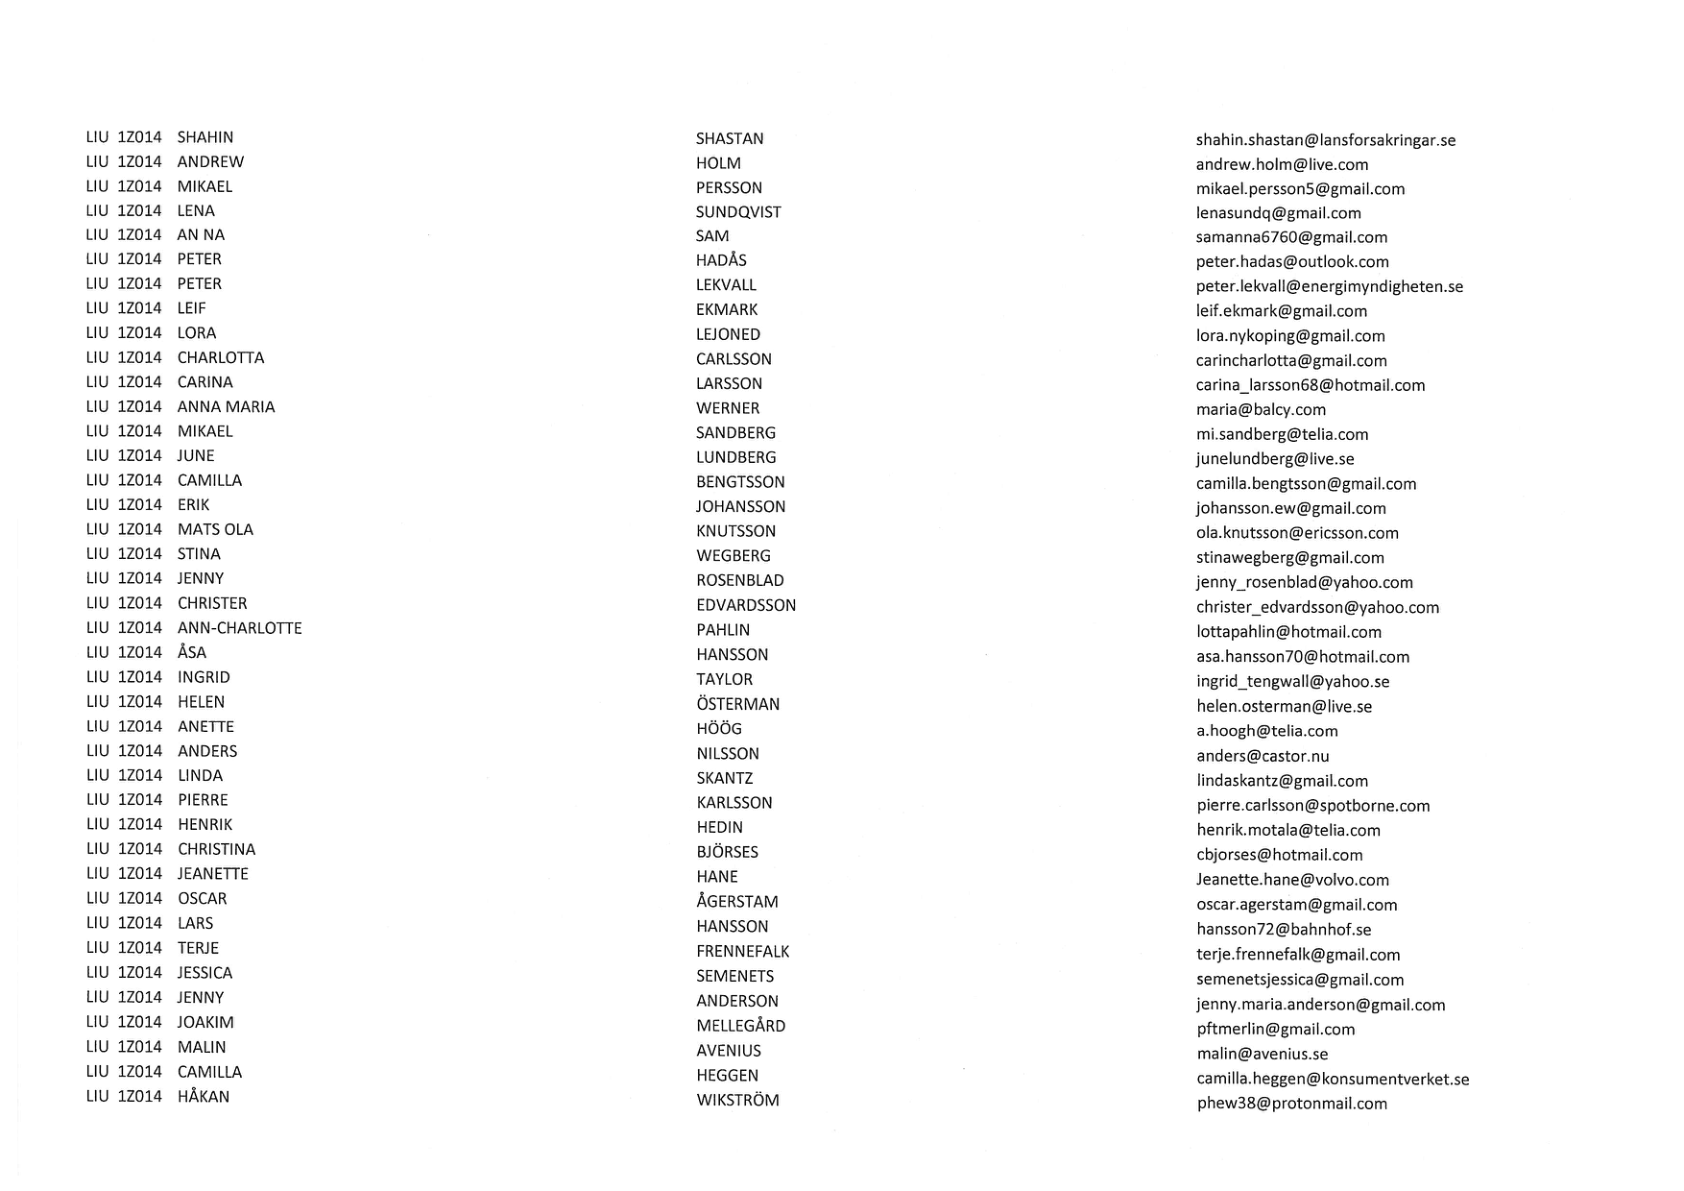 LIU 1Z014 SHAHIN SHASTAN shahin.shastan@lansforsakringar.se
LIU 1Z014 ANDREW HOLM andrew.holm@live.com
LIU 1Z014 MIKAEL PERSSON mikael.persson5@gmail.com
LIU 1Z014 LENA SUNDQVIST lenasundq@gmail.com
LIU 1Z014 AN NA SAM samanna6760@gmail.com
LIU 1Z014 PETER HADÅS peter.hadas@outlook.com
LIU 1Z014 PETER LEKVALL peter.lekvall@energimyndigheten.se
LIU 1Z014 LEIF EKMARK leif.ekmark@gmail.com
LIU 1Z014 LORA LEJONED lora.nykoping@gmail.com
LIU 1Z014 CHARLOTTA CARLSSON carincharlotta@gmail.com
LIU 1Z014 CARINA LARSSON carina_larsson68@hotmail.com
LIU 1Z014 ANNA MARIA WERNER maria@balcy.com
LIU 1Z014 MIKAEL SANDBERG mi.sandberg@telia.com
LIU 1Z014 JUNE LUNDBERG junelundberg@live.se
LIU 1Z014 CAMILLA BENGTSSON camilla.bengtsson@gmail.com
LIU 1Z014 ERIK JOHANSSON johansson.ew@gmail.com
LIU 1Z014 MATS OLA KNUTSSON ola.knutsson@ericsson.com
LIU 1Z014 STINA WEGBERG stinawegberg@gmail.com
LIU 1Z014 JENNY ROSENBLAD jenny_rosenblad@yahoo.com
LIU 1Z014 CHRISTER EDVARDSSON christer_edvardsson@yahoo.com
LIU 1Z014 ANN-CHARLOTTE PAHLIN lottapahlin@hotmail.com
LIU 1Z014 ÅSA HANSSON asa.hansson70@hotmail.com
LIU 1Z014 INGRID TAYLOR ingrid_tengwall@yahoo.se
LIU 1Z014 HELEN ÖSTERMAN helen.osterman@live.se
LIU 1Z014 ANETTE HÖÖG a.hoogh@telia.com
LIU 1Z014 ANDERS NILSSON anders@castor.nu
LIU 1Z014 LINDA SKANTZ lindaskantz@gmail.com
LIU 1Z014 PIERRE KARLSSON pierre.carlsson@spotborne.com
LIU 1Z014 HENRIK HEDIN henrik.motala@telia.com
LIU 1Z014 CHRISTINA BJÖRSES cbjorses@hotmail.com
LIU 1Z014 JEANETTE HANE Jeanette.hane@volvo.com
LIU 1Z014 OSCAR ÅGERSTAM oscar.agerstam@gmail.com
LIU 1Z014 LARS HANSSON hansson72@bahnhof.se
LIU 1Z014 TERJE FRENNEFALK terje.frennefalk@gmail.com
LIU 1Z014 JESSICA SEMENETS semenetsjessica@gmail.com
LIU 1Z014 JENNY ANDERSON jenny.maria.anderson@gmail.com
LIU 1Z014 JOAKIM MELLEGÅRD pftmerlin@gmail.com
LIU 1Z014 MALIN AVENIUS malin@avenius.se
LIU 1Z014 CAMILLA HEGGEN camilla.heggen@konsumentverket.se
LIU 1Z014 HÅKAN WIKSTRÖM phew38@protonmail.com